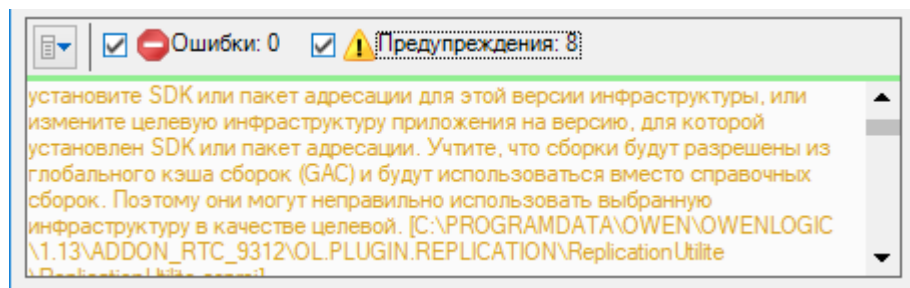 Ошибки: 0 Предупреждения: 8
установите SDK или пакет адресации для этой версии инфраструктуры, или
измените целевую инфраструктуру приложения на версию, для которой
установлен SDK или пакет адресации. Учтите, что сборки будут разрешены из
глобального кэша сборок (GAC) и будут использоваться вместо справочных
сборок. Поэтому они могут неправильно использовать выбранную
инфраструктуру в качестве целевой. [C:\PROGRAMDATA\OWEN\OWENLOGIC
\1.13\ADDON_RTC_9312\OL.PLUGIN.REPLICATION\ReplicationUtilite